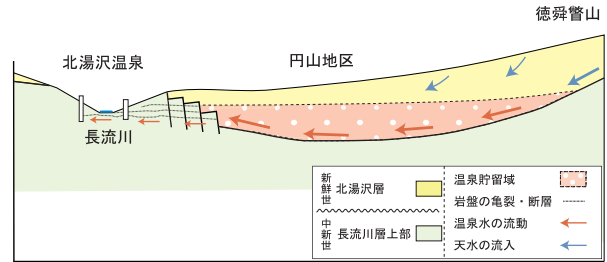 徳舜瞥山
北湯沢温泉
円山地区
長流川
新鮮世
北湯沢層
中新世
長流川層上部
温泉貯留域
岩盤の亀裂・断層
温泉水の流動
天水の流入